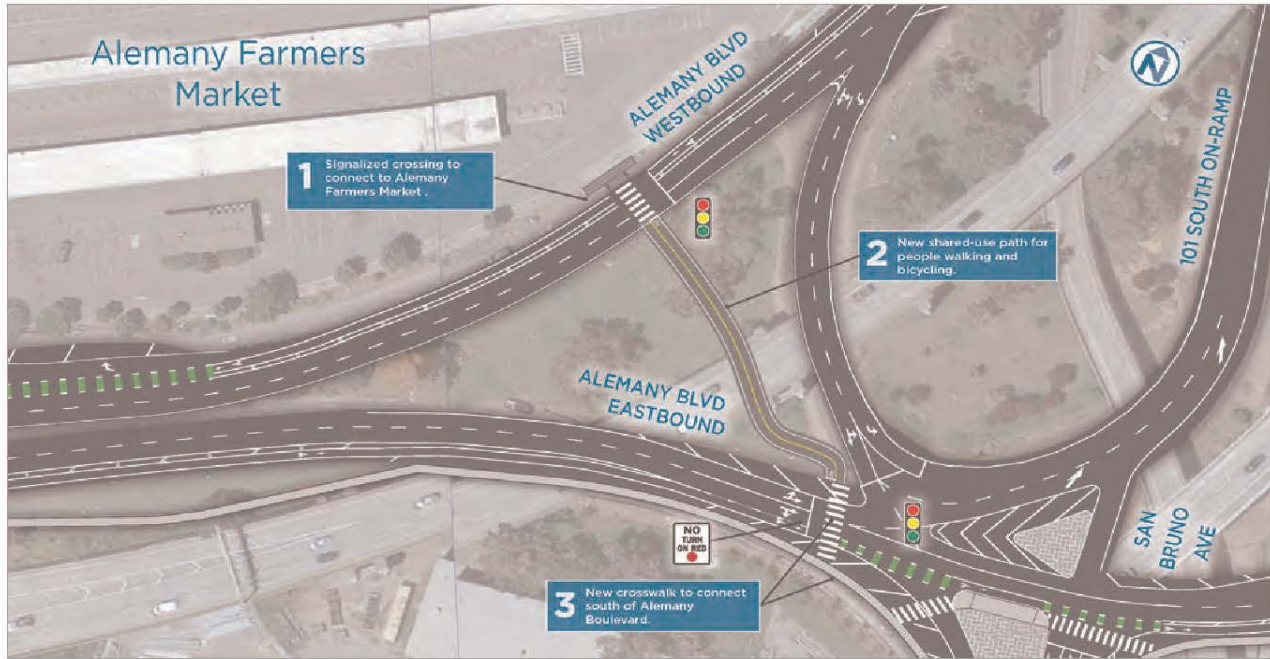 Alemany Farmers
Market
ALEMANY BLVD
WESTBOUND
1
Signalized crossing to
connect to Alemany
Farmers Market .
2
New shared-use path for
people walking and
bicycling.
101 SOUTH ON-RAMP
ALEMANY BLVD
EASTBOUND
NO
TURN
ON RED
SAN
BRUNO
AVE
3
New crosswalk to connect
south of Alemany
Boulevard.